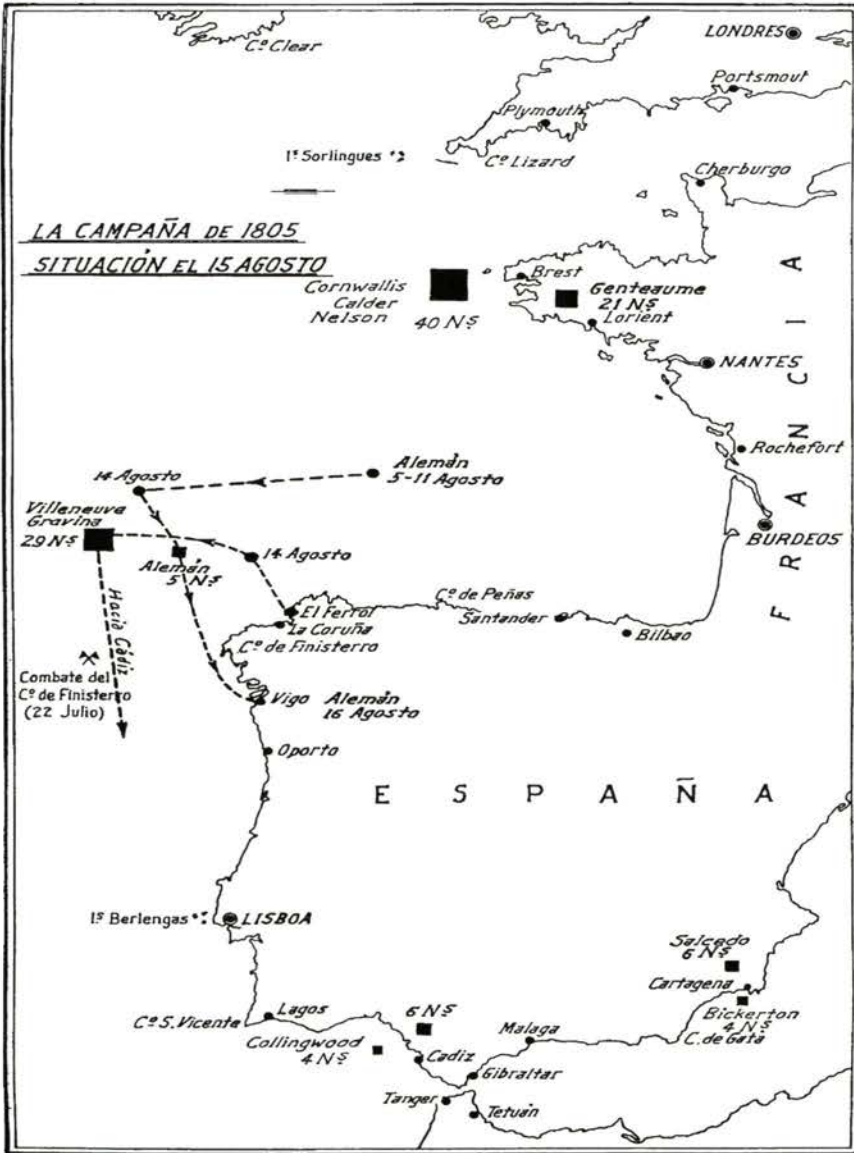 Cº Clear
LONDRES
Portsmout
Plymouth
Iˢ Sorlingues
Cº Lizard
Cherburgo
LA CAMPAÑA DE 1805
SITUACIÓN EL 15 AGOSTO
Cornwallis
Calder
Nelson
40 Nˢ
Brest
Genteaume
21 Nˢ
Lorient
NANTES
FRANCIA
Rochefort
BURDEOS
Alemán
5-11 Agosto
14 Agosto
Villeneuva
Gravina
29 Nˢ
Alemán
5 Nˢ
14 Agosto
Hacia Cádiz
El Ferrol
La Coruña
Cº de Finisterro
Cº de Peñas
Santander
Bilbao
Combate del
Cº de Finisterro
(22 Julio)
Vigo
Alemán
16 Agosto
Oporto
ESPAÑA
Iˢ Berlengas
LISBOA
Salcedo
6 Nˢ
Cartagena
Bickerton
4 Nˢ
C. de Gata
Cº S. Vicente
Lagos
6 Nˢ
Collingwood
4 Nˢ
Cadiz
Malaga
Gibraltar
Tanger
Tetuán